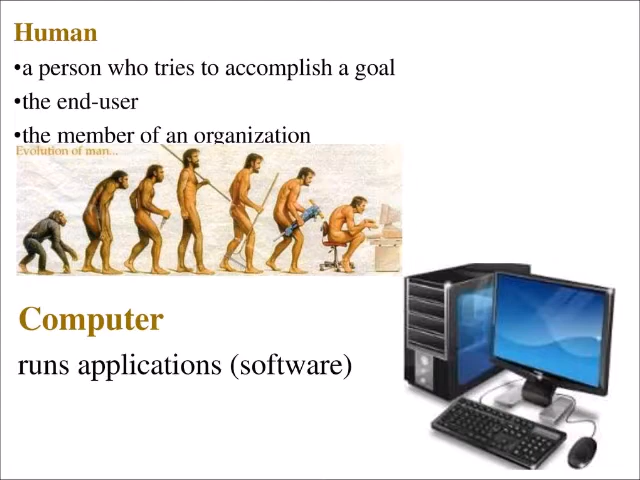 Human
•a person who tries to accomplish a goal
•the end-user
•the member of an organization
Evolution of man...
Computer
runs applications (software)